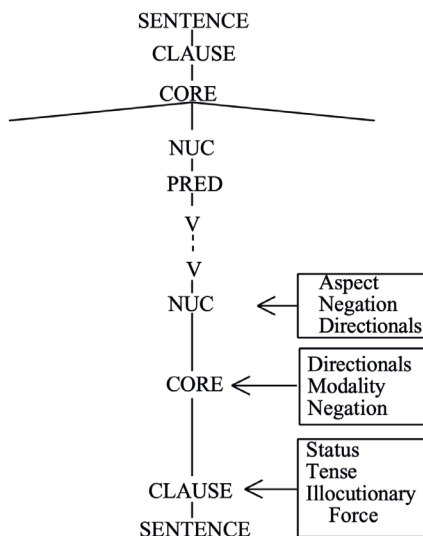 SENTENCE
CLAUSE
CORE
NUC
PRED
V
V
NUC
Aspect
Negation
Directionals
CORE
Directionals
Modality
Negation
CLAUSE
Status
Tense
Illocutionary
Force
SENTENCE